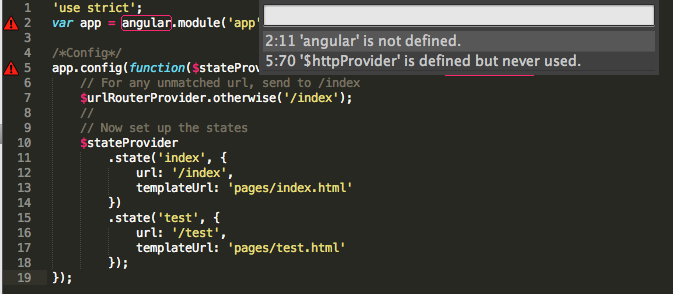 1 'use strict';
2 var app = angular.module('app'
3
4 /*Config*/
5 app.config(function($stateProv
2:11 'angular' is not defined.
5:70 '$httpProvider' is defined but never used.
6 // For any unmatched url, send to /index
7 $urlRouterProvider.otherwise('/index');
8 //
9 // Now set up the states
10 $stateProvider
11 .state('index', {
12 url: '/index',
13 templateUrl: 'pages/index.html'
14 })
15 .state('test', {
16 url: '/test',
17 templateUrl: 'pages/test.html'
18 });
19 });